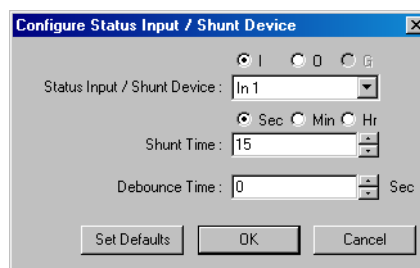 Configure Status Input / Shunt Device
I O G
Status Input / Shunt Device : In 1
Sec Min Hr
Shunt Time : 15
Debounce Time : 0 Sec
Set Defaults OK Cancel